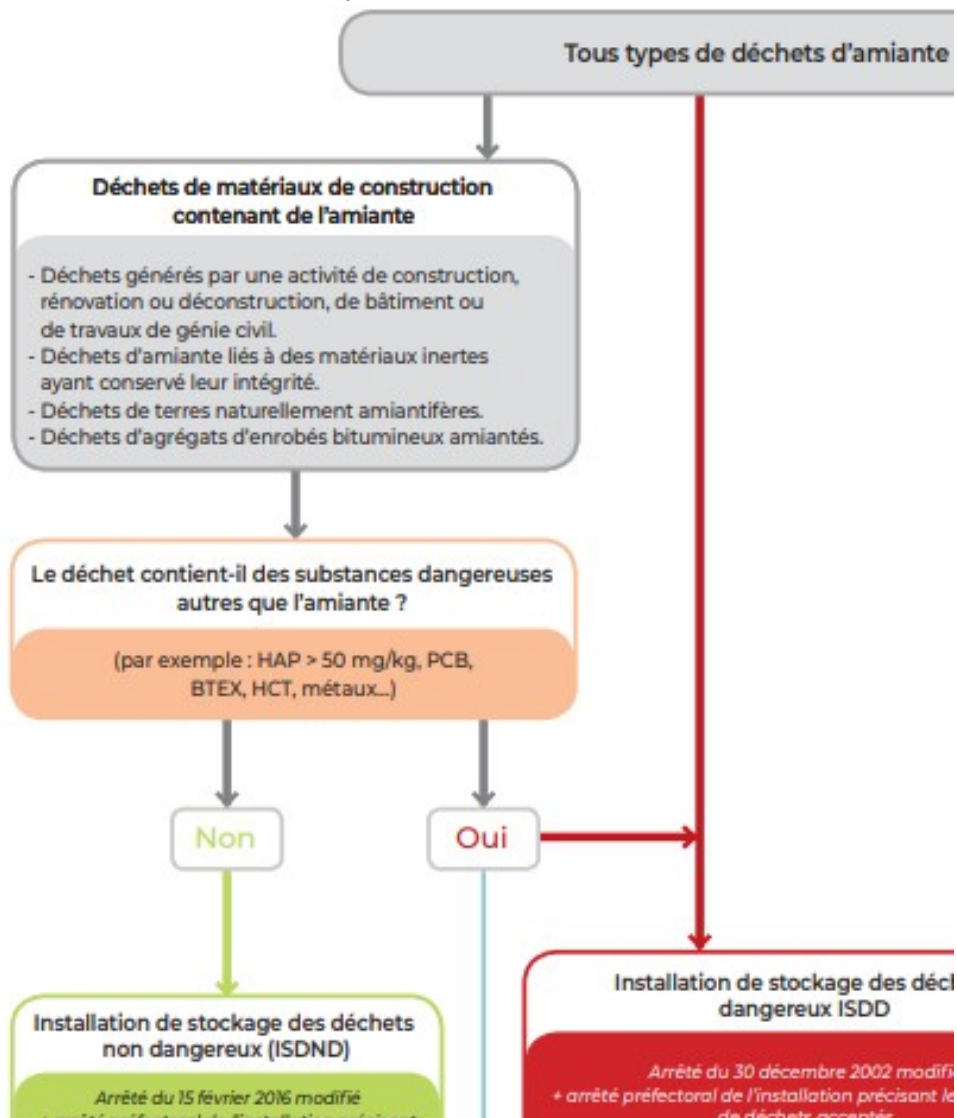 Tous types de déchets d'amiante
Déchets de matériaux de construction
contenant de l'amiante
- Déchets générés par une activité de construction,
rénovation ou déconstruction, de bâtiment ou
de travaux de génie civil.
- Déchets d'amiante liés à des matériaux inertes
ayant conservé leur intégrité.
- Déchets de terres naturellement amiantifères.
- Déchets d'agrégats d'enrobés bitumineux amiantés.
Le déchet contient-il des substances dangereuses
autres que l'amiante ?
(par exemple : HAP > 50 mg/kg, PCB,
BTEX, HCT, métaux...)
Non
Oui
Installation de stockage des déchets
non dangereux (ISDND)
Arrêté du 15 février 2016 modifié
Installation de stockage des
dangereux ISDD
Arrêté du 30 décembre 2002
+ arrêté préfectoral de l'installation précisant
de déchets acceptés